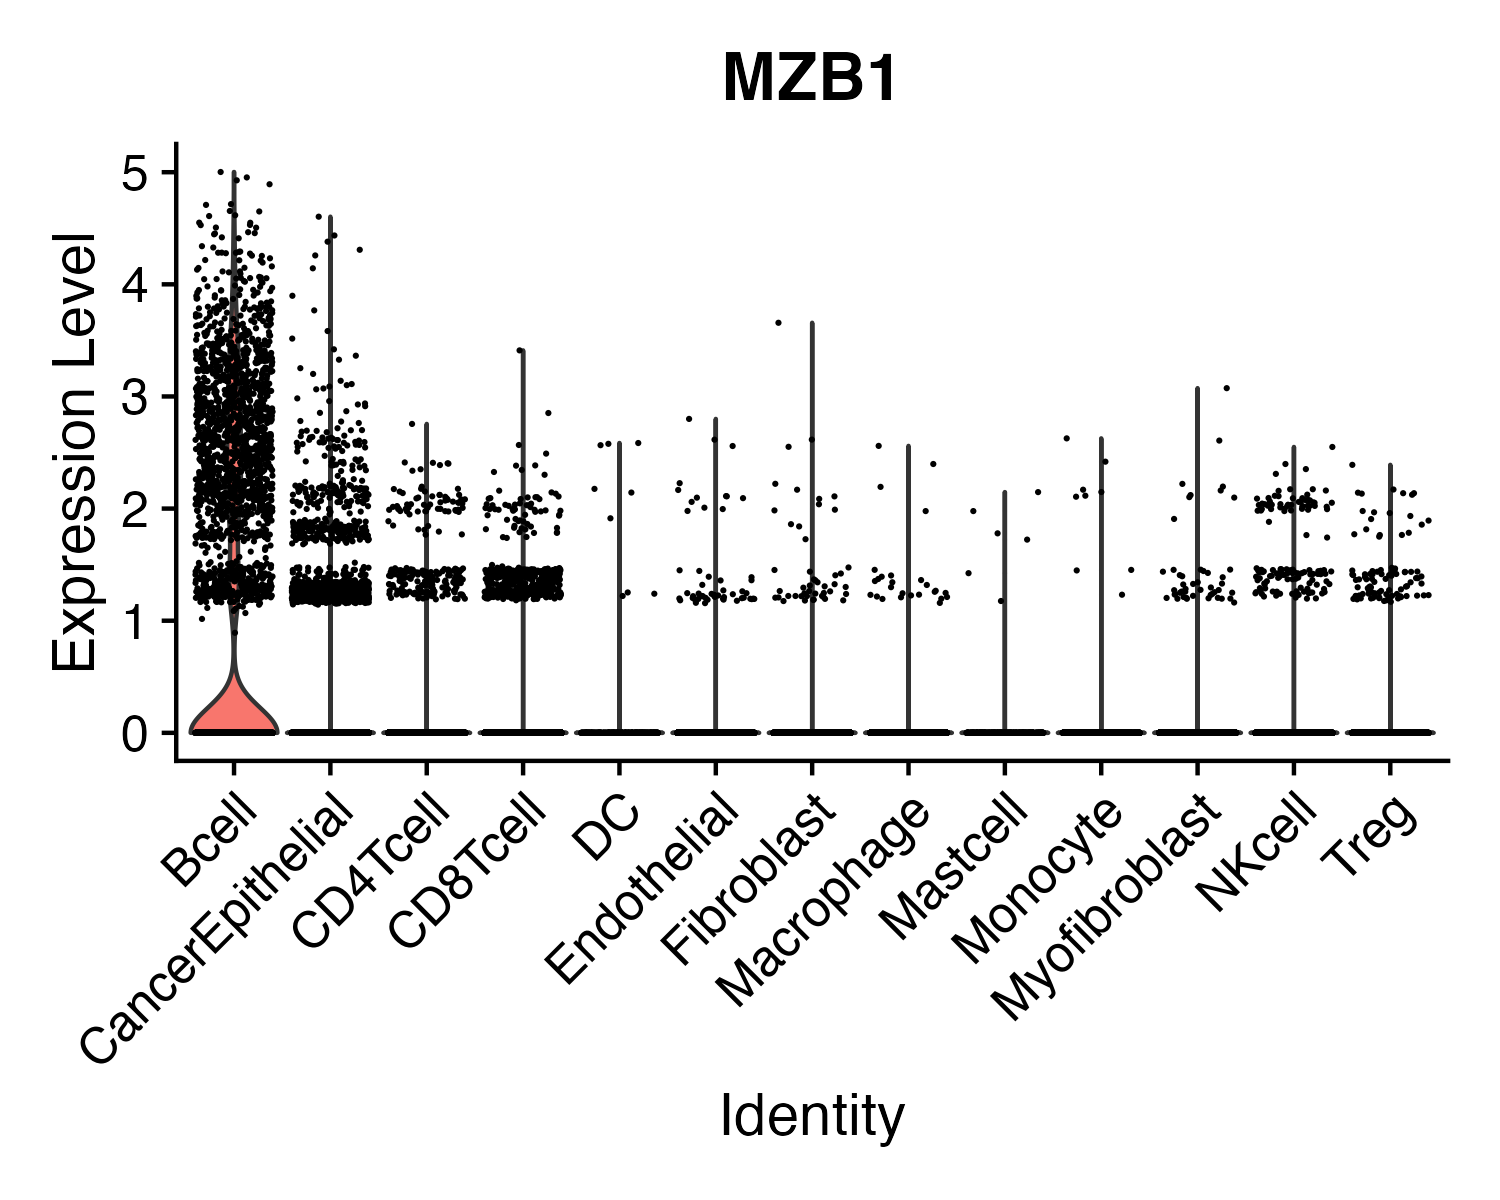 MZB1
Expression Level
5
4
3
2
1
0
Bcell
CancerEpithelial
CD4Tcell
CD8Tcell
DC
Endothelial
Fibroblast
Macrophage
Mastcell
Monocyte
Myofibroblast
NKcell
Treg
Identity